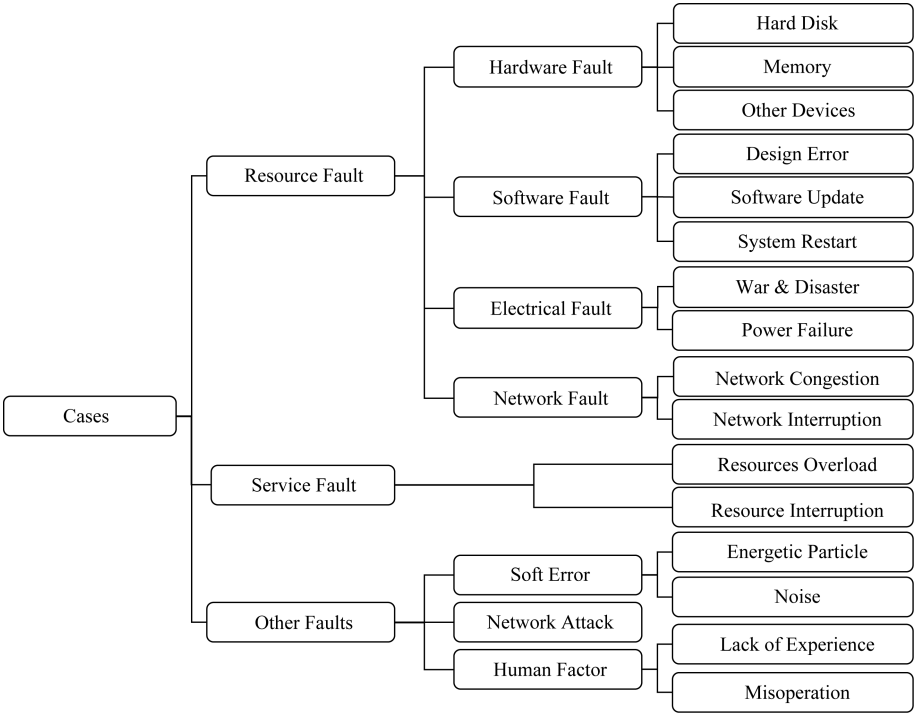 Cases
Resource Fault
Hardware Fault
Hard Disk
Memory
Other Devices
Software Fault
Design Error
Software Update
System Restart
Electrical Fault
War & Disaster
Power Failure
Network Fault
Network Congestion
Network Interruption
Service Fault
Resources Overload
Resource Interruption
Other Faults
Soft Error
Energetic Particle
Noise
Network Attack
Human Factor
Lack of Experience
Misoperation